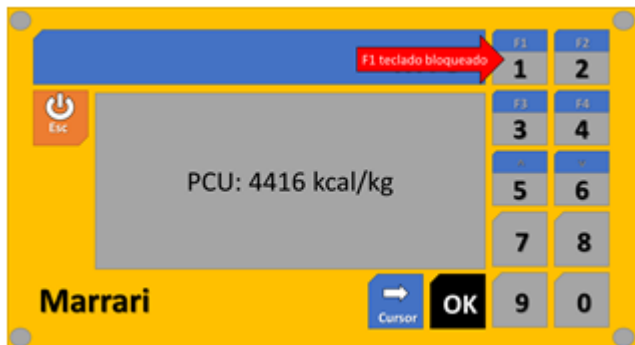 F1 teclado bloqueado
F1
1
F2
2
Esc
F3
3
F4
4
PCU: 4416 kcal/kg
5
6
7
8
Marrari
Cursor
OK
9
0